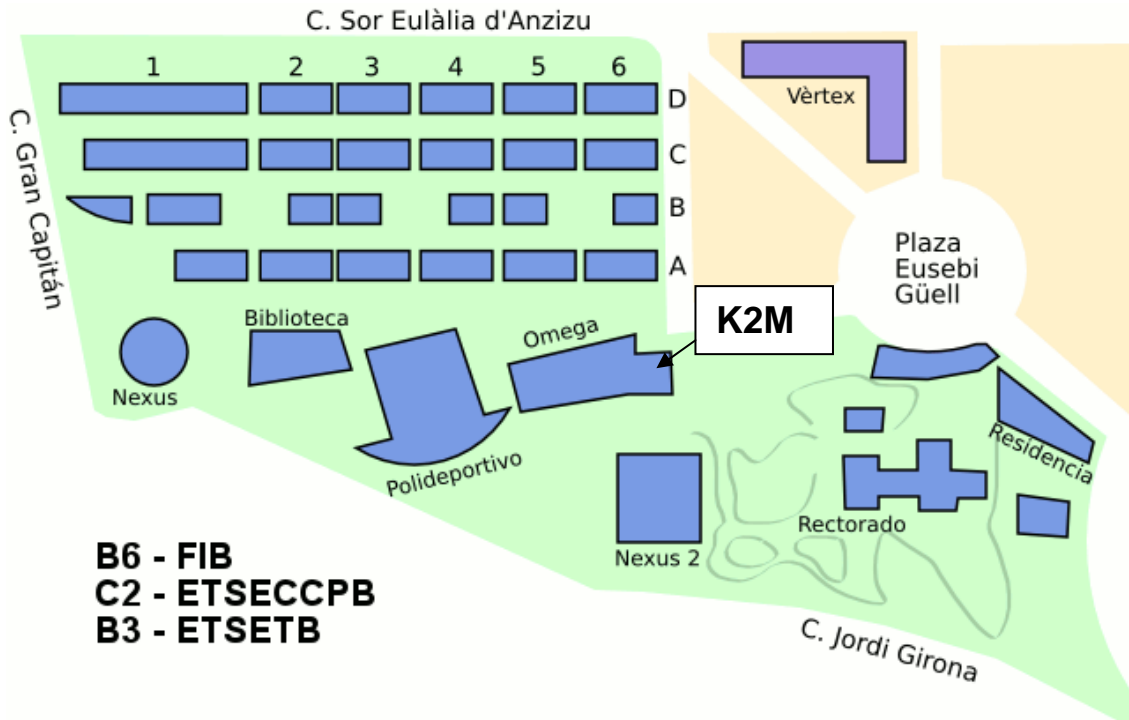 C. Sor Eulàlia d'Anzizu
1 2 3 4 5 6
D
Vèrtex
C. Gran Capitán
C
B
A
Plaza
Eusebi
Güell
K2M
Biblioteca
Omega
Nexus
Polideportivo
Residencia
Rectorado
Nexus 2
B6 - FIB
C2 - ETSECCPB
B3 - ETSETB
C. Jordi Girona